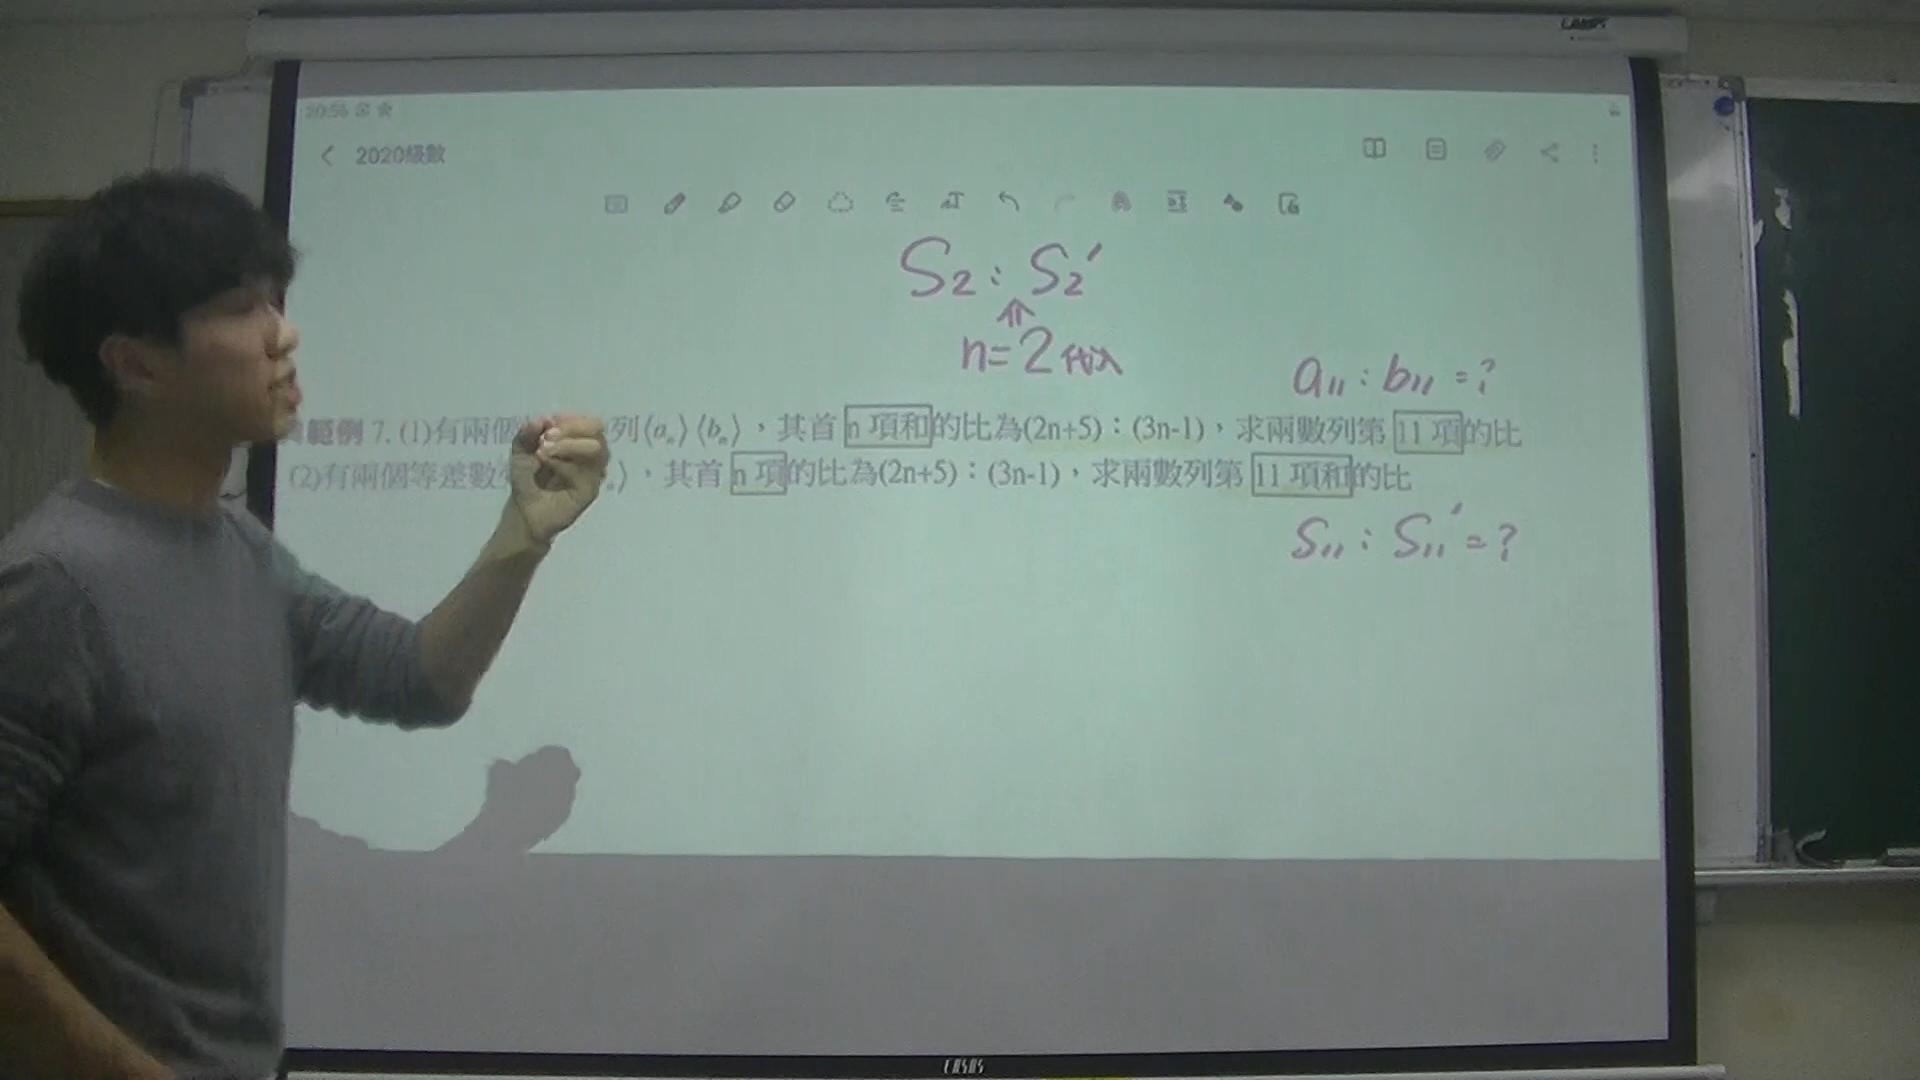 20:56
2020級數
S₂ : S₂'
n=2代入
a₁₁ : b₁₁ = ?
範例 7. (1)有兩個 列⟨aₙ⟩ ⟨bₙ⟩，其首 n 項和的比為(2n+5)：(3n-1)，求兩數列第 11 項的比
(2)有兩個等差數 ⟩，其首 n 項的比為(2n+5)：(3n-1)，求兩數列第 11 項和的比
S₁₁ : S₁₁' = ?